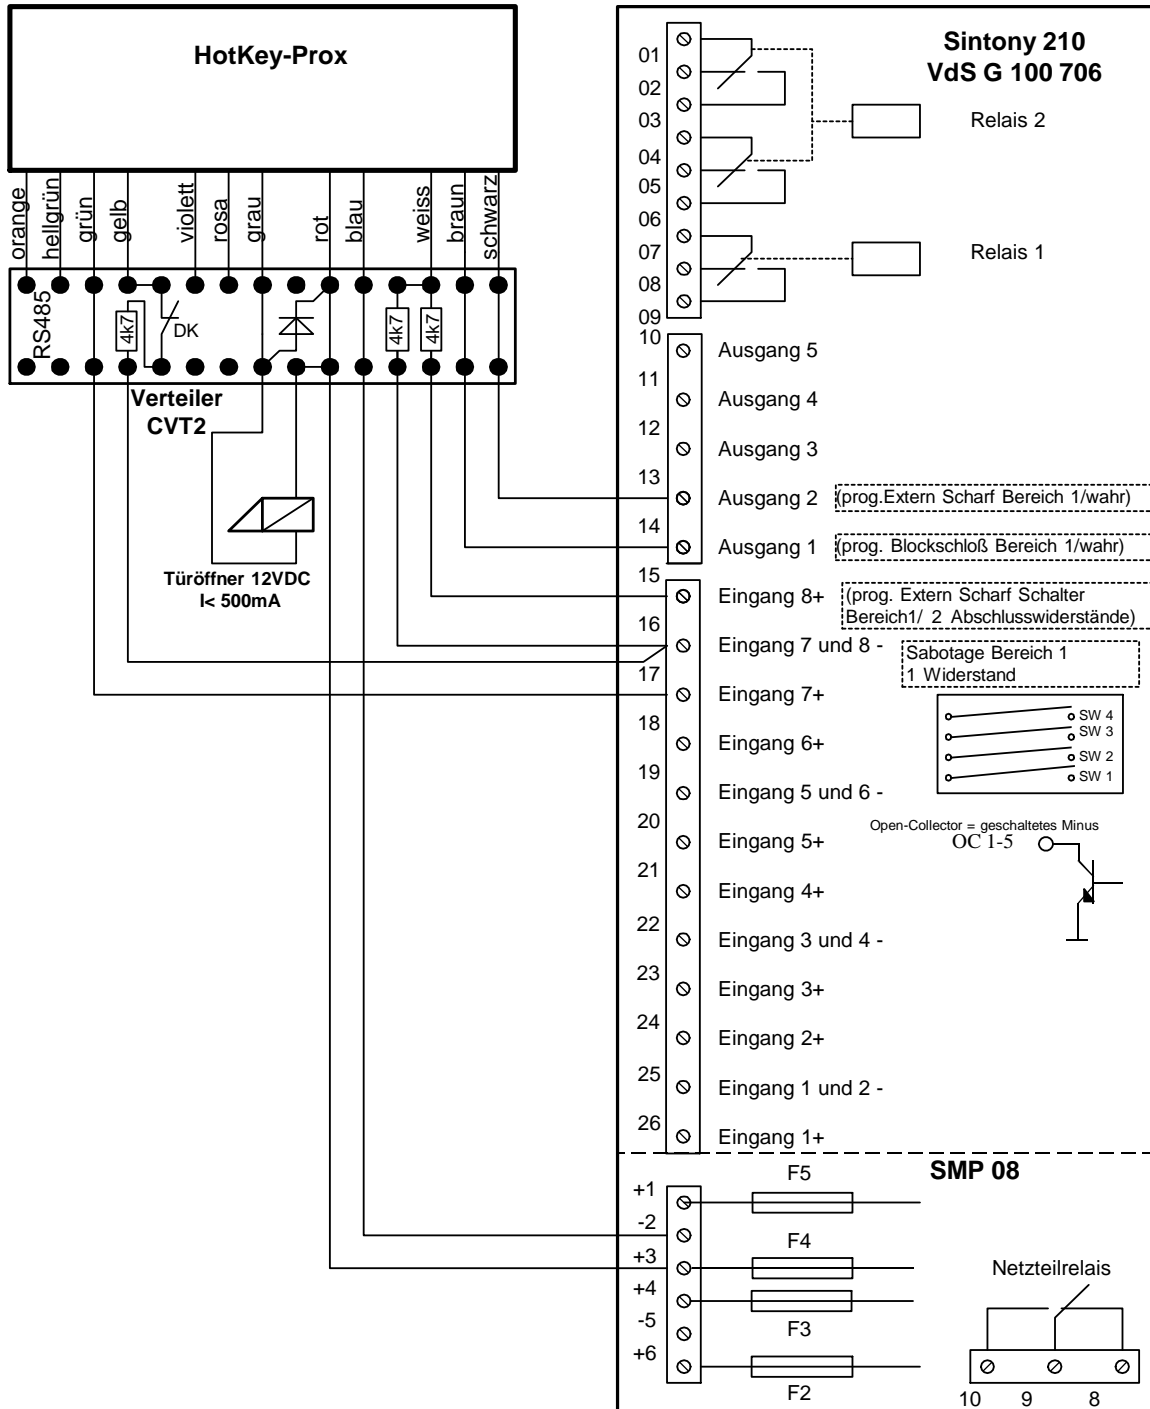 HotKey-Prox
orange
hellgrün
grün
gelb
violett
rosa
grau
rot
blau
weiss
braun
schwarz
RS485
4k7
DK
4k7
4k7
Verteiler
CVT2
Türöffner 12VDC
I< 500mA
Sintony 210
VdS G 100 706
01
02
03
04
05
06
07
08
09
Relais 2
Relais 1
10
Ausgang 5
11
Ausgang 4
12
Ausgang 3
13
Ausgang 2
(prog.Extern Scharf Bereich 1/wahr)
14
Ausgang 1
(prog. Blockschloß Bereich 1/wahr)
15
Eingang 8+
(prog. Extern Scharf Schalter
Bereich1/ 2 Abschlusswiderstände)
16
Eingang 7 und 8 -
Sabotage Bereich 1
1 Widerstand
17
Eingang 7+
SW 4
SW 3
SW 2
SW 1
18
Eingang 6+
19
Eingang 5 und 6 -
20
Eingang 5+
Open-Collector = geschaltetes Minus
OC 1-5
21
Eingang 4+
22
Eingang 3 und 4 -
23
Eingang 3+
24
Eingang 2+
25
Eingang 1 und 2 -
26
Eingang 1+
SMP 08
+1
-2
+3
+4
-5
+6
F5
F4
F3
F2
Netzteilrelais
10 9 8